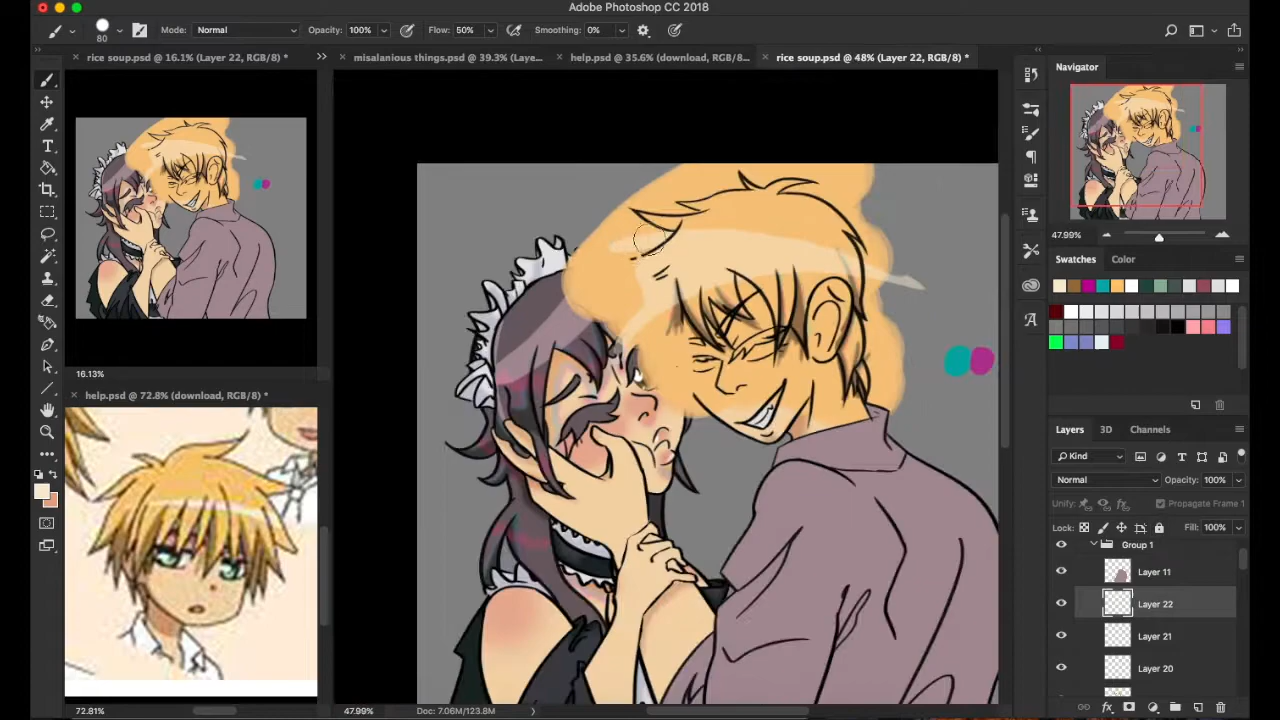 Adobe Photoshop CC 2018
80
Mode: Normal
Opacity: 100%
Flow: 50%
Smoothing: 0%
rice soup.psd @ 16.1% (Layer 22, RGB/8) *
misalanious things.psd @ 39.3% (Laye...
help.psd @ 35.6% (download, RGB/8...
rice soup.psd @ 48% (Layer 22, RGB/8) *
Navigator
47.99%
Swatches
Color
16.13%
help.psd @ 72.8% (download, RGB/8) *
Layers
3D
Channels
Kind
Normal
Opacity: 100%
Unify:
Propagate Frame 1
Lock:
Fill: 100%
Group 1
Layer 11
Layer 22
Layer 21
Layer 20
72.81%
47.99%
Doc: 7.06M/123.8M